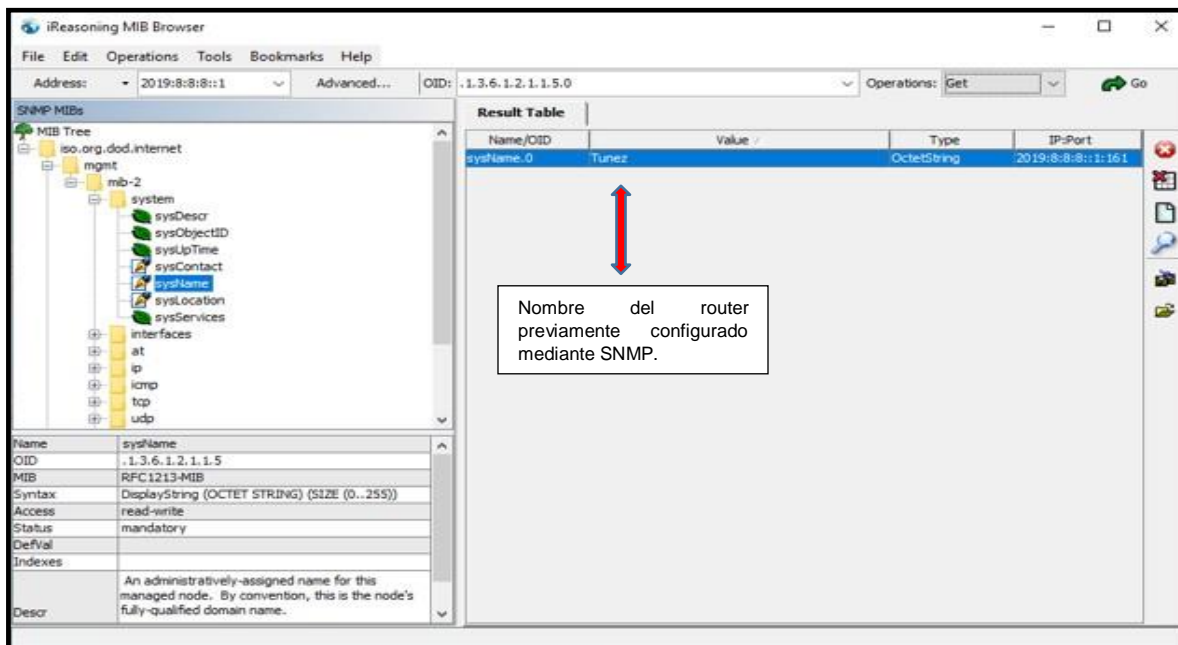 iReasoning MIB Browser
File Edit Operations Tools Bookmarks Help
Address: 2019:8:8:8::1 Advanced... OID: .1.3.6.1.2.1.1.5.0 Operations: Get Go
SNMP MIBs
MIB Tree
iso.org.dod.internet
mgmt
mib-2
system
sysDescr
sysObjectID
sysUpTime
sysContact
sysName
sysLocation
sysServices
interfaces
at
ip
icmp
tcp
udp
Name sysName
OID .1.3.6.1.2.1.1.5
MIB RFC1213-MIB
Syntax DisplayString (OCTET STRING) (SIZE (0..255))
Access read-write
Status mandatory
DefVal
Indexes
Descr An administratively-assigned name for this
managed node. By convention, this is the node's
fully-qualified domain name.
Result Table
Name/OID Value Type IP:Port
sysName.0 Tunez OctetString 2019:8:8:8::1:161
Nombre del router
previamente configurado
mediante SNMP.